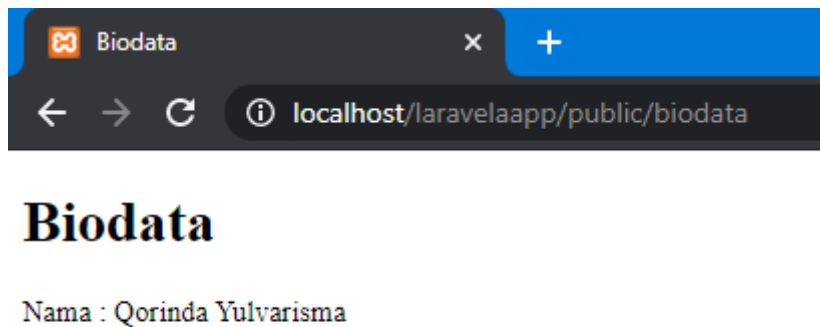 Biodata
localhost/laravelaapp/public/biodata
Biodata
Nama : Qorinda Yulvarisma